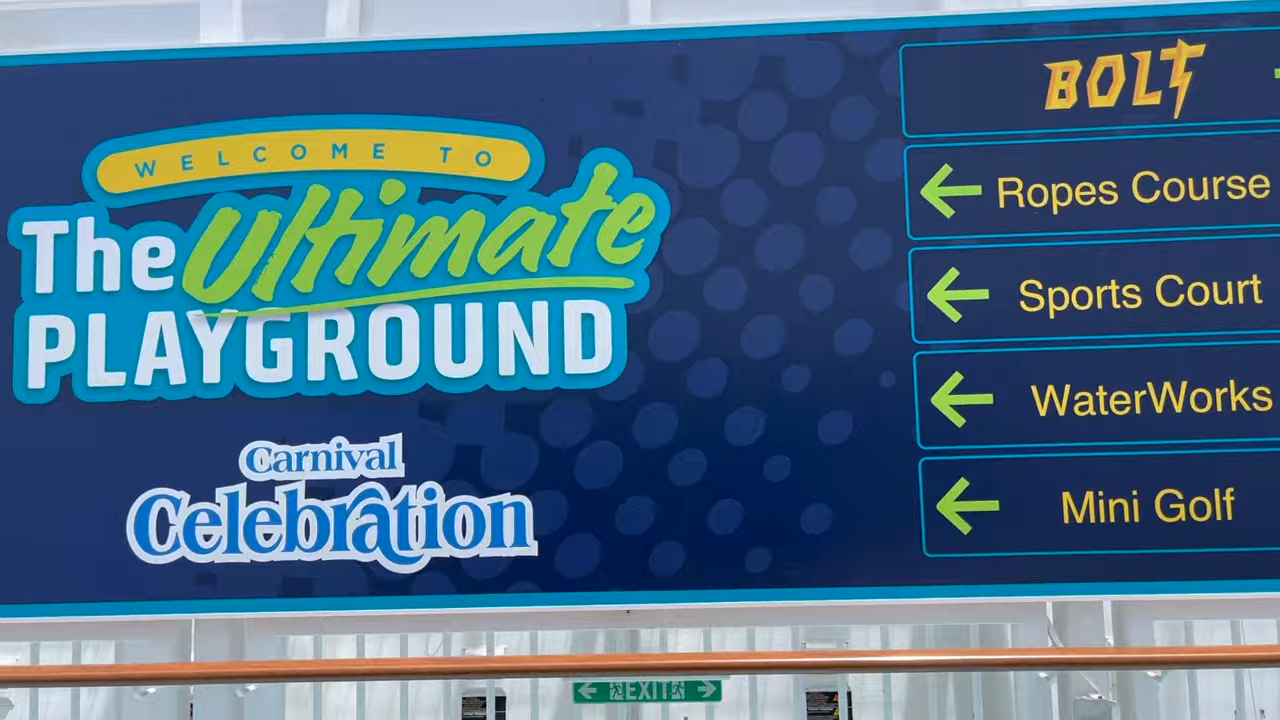 WELCOME TO
The Ultimate
PLAYGROUND
Carnival
Celebration
BOLT
Ropes Course
Sports Court
WaterWorks
Mini Golf
EXIT